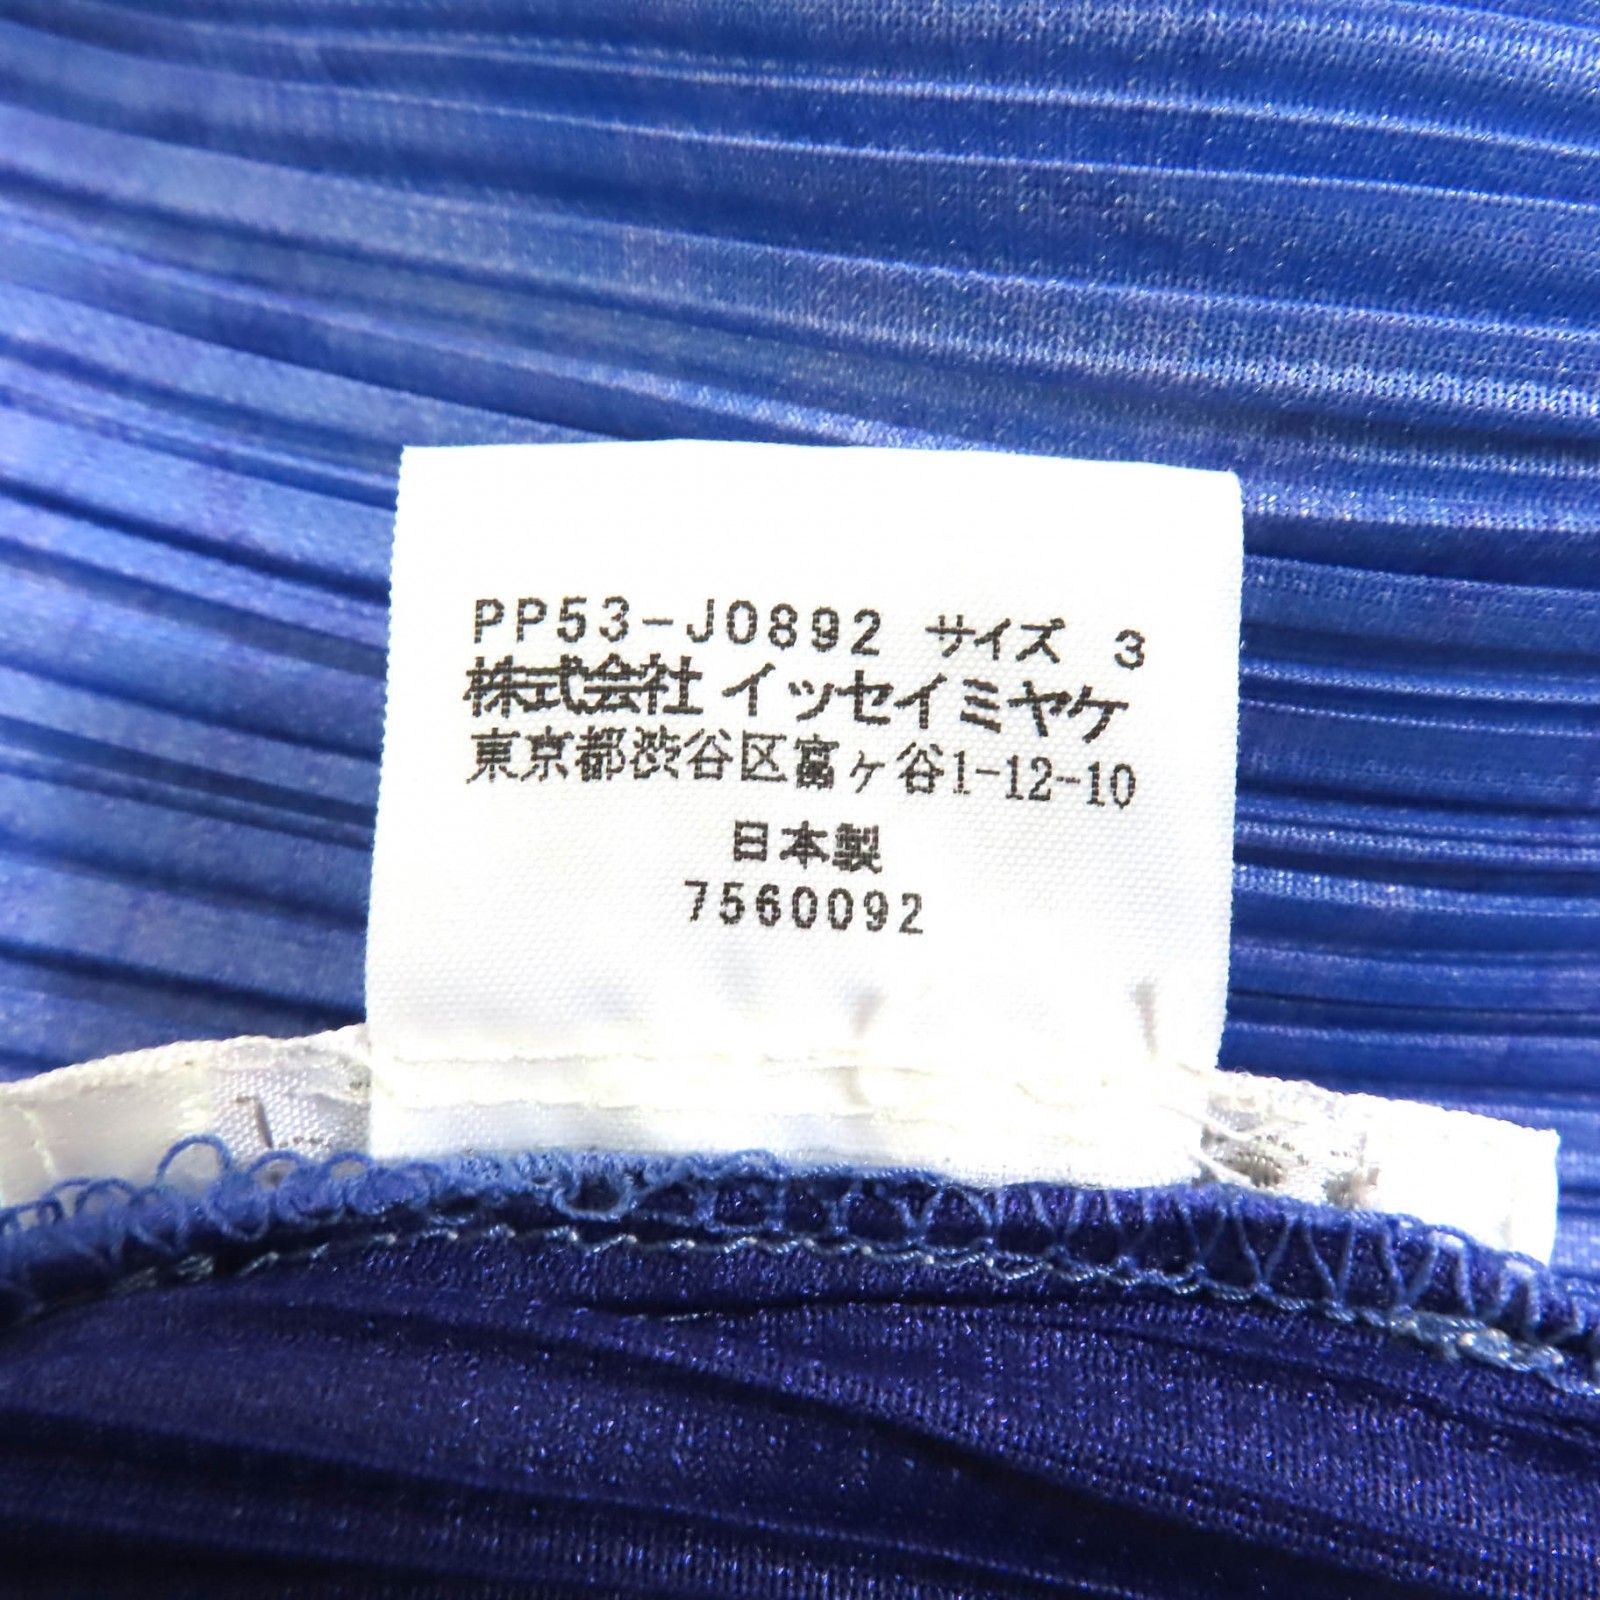 PP53-J0892 サイズ 3
株式会社イッセイミヤケ
東京都渋谷区富ヶ谷1-12-10
日本製
7560092